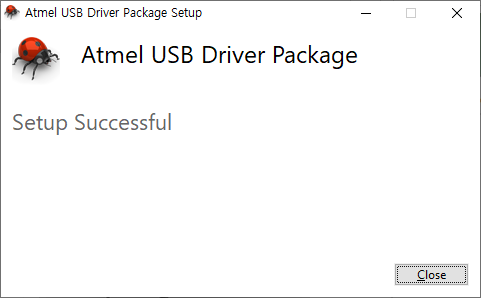 Atmel USB Driver Package Setup
Atmel USB Driver Package
Setup Successful
Close